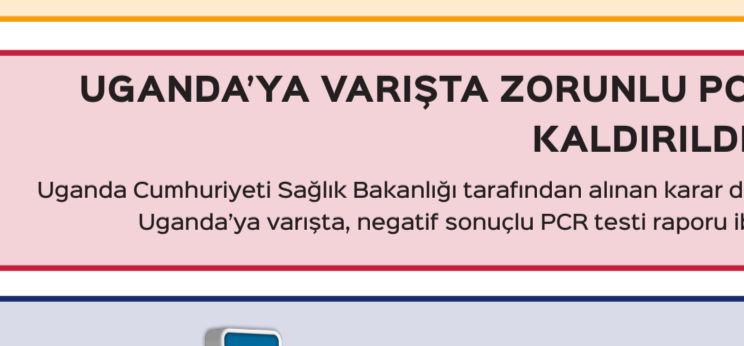 UGANDA’YA VARIŞTA ZORUNLU
KALDIRILDI
Uganda Cumhuriyeti Sağlık Bakanlığı tarafından alınan karar
Uganda’ya varışta, negatif sonuçlu PCR testi raporu